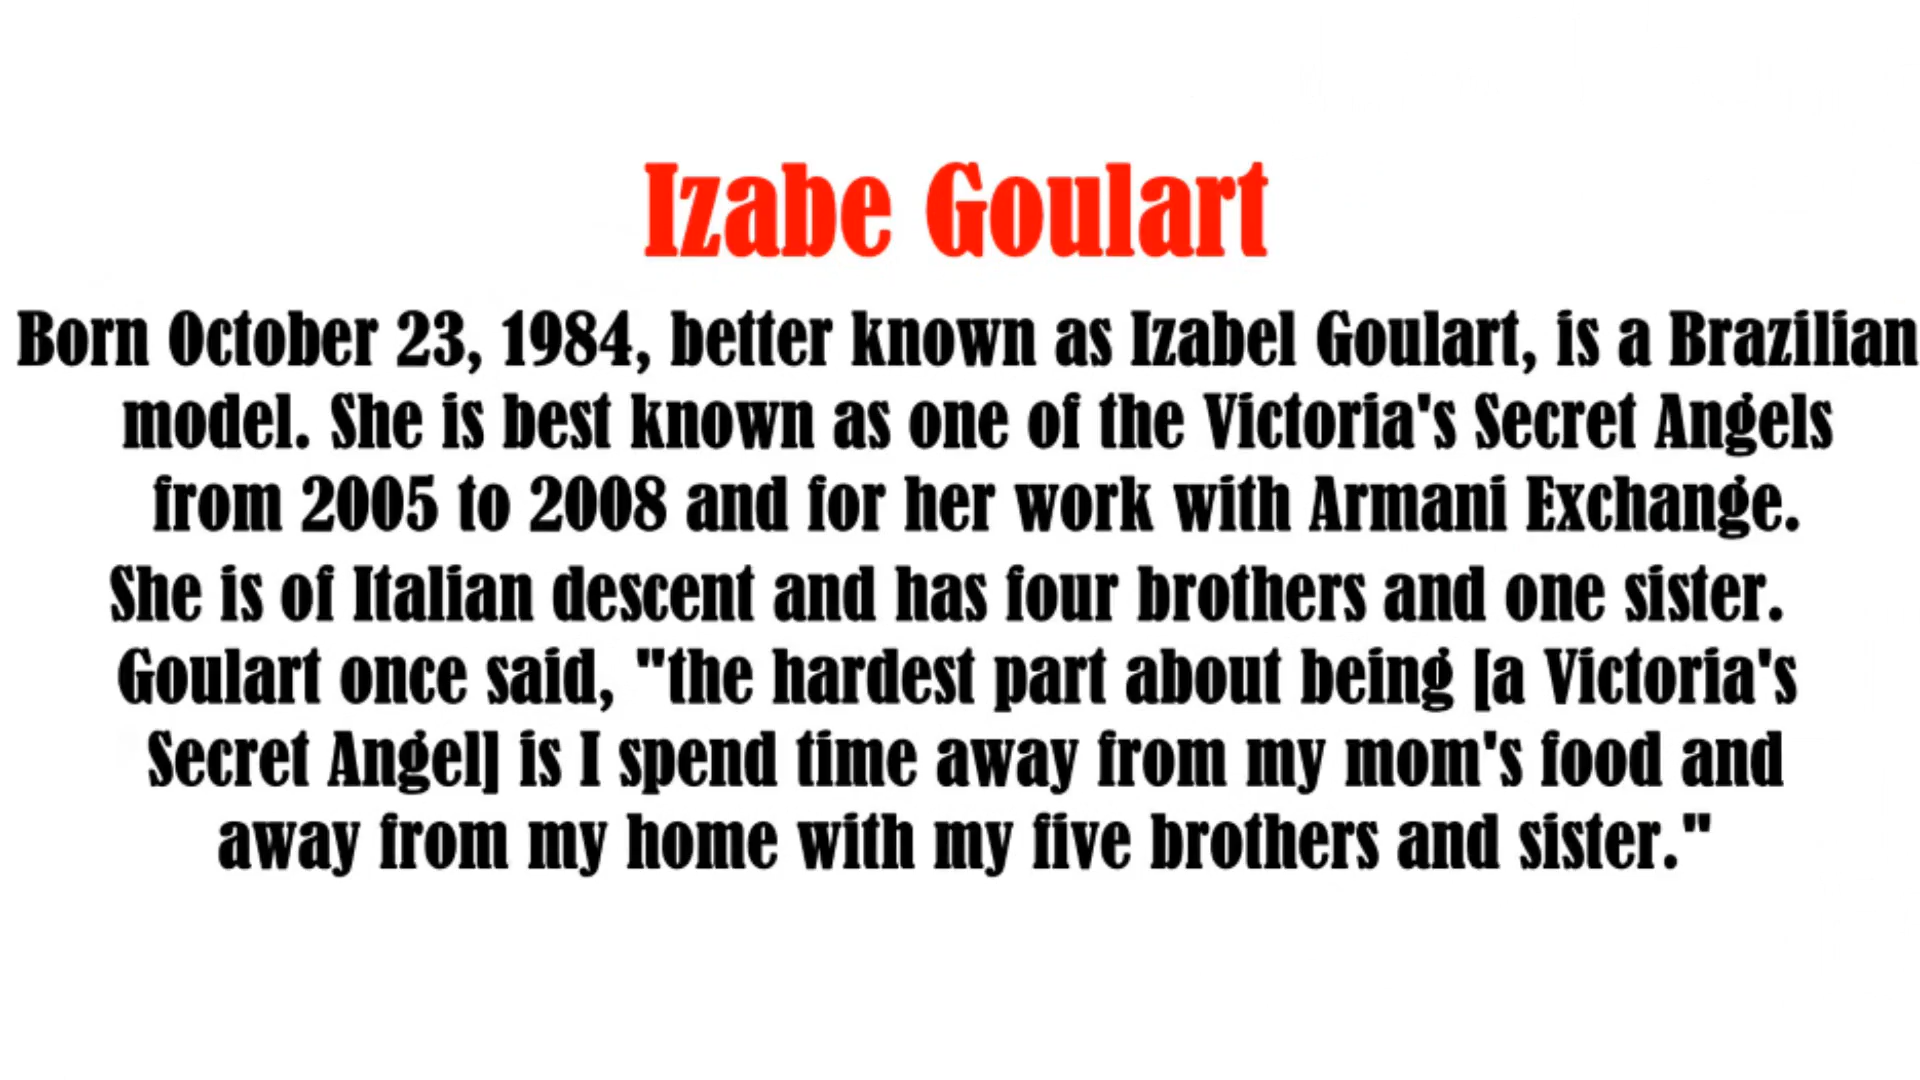 Izabe Goulart
Born October 23, 1984, better known as Izabel Goulart, is a Brazilian
model. She is best known as one of the Victoria's Secret Angels
from 2005 to 2008 and for her work with Armani Exchange.
She is of Italian descent and has four brothers and one sister.
Goulart once said, "the hardest part about being [a Victoria's
Secret Angel] is I spend time away from my mom's food and
away from my home with my five brothers and sister."